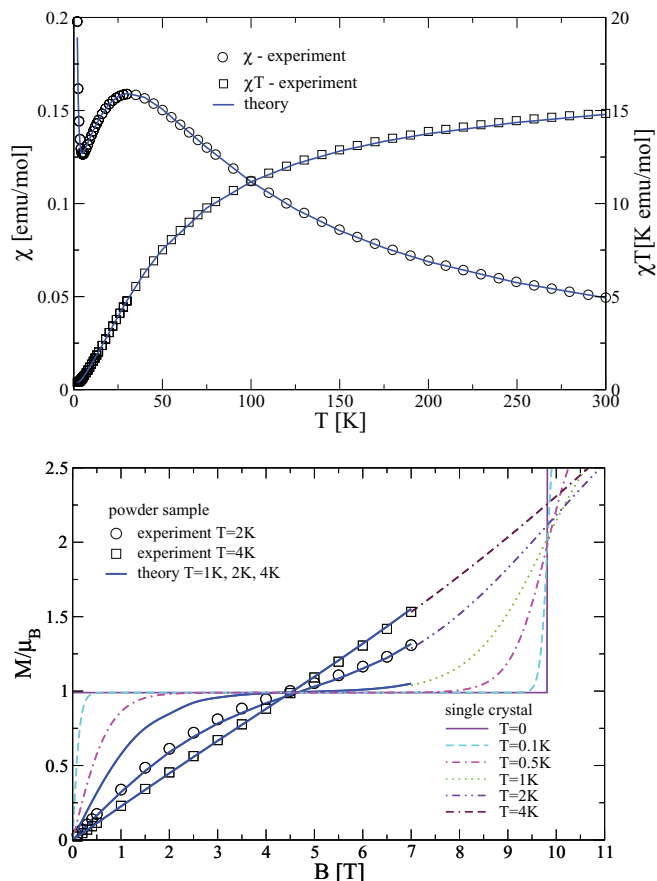 0.2
20
χ - experiment
χT - experiment
theory
0.15
15
χ [emu/mol]
0.1
10
χT[K emu/mol]
0.05
5
0
0
0 50 100 150 200 250 300
T [K]
2.5
powder sample
experiment T=2K
experiment T=4K
theory T=1K, 2K, 4K
2
1.5
M/μB
1
single crystal
T=0
T=0.1K
T=0.5K
T=1K
T=2K
T=4K
0.5
0
0 1 2 3 4 5 6 7 8 9 10 11
B [T]